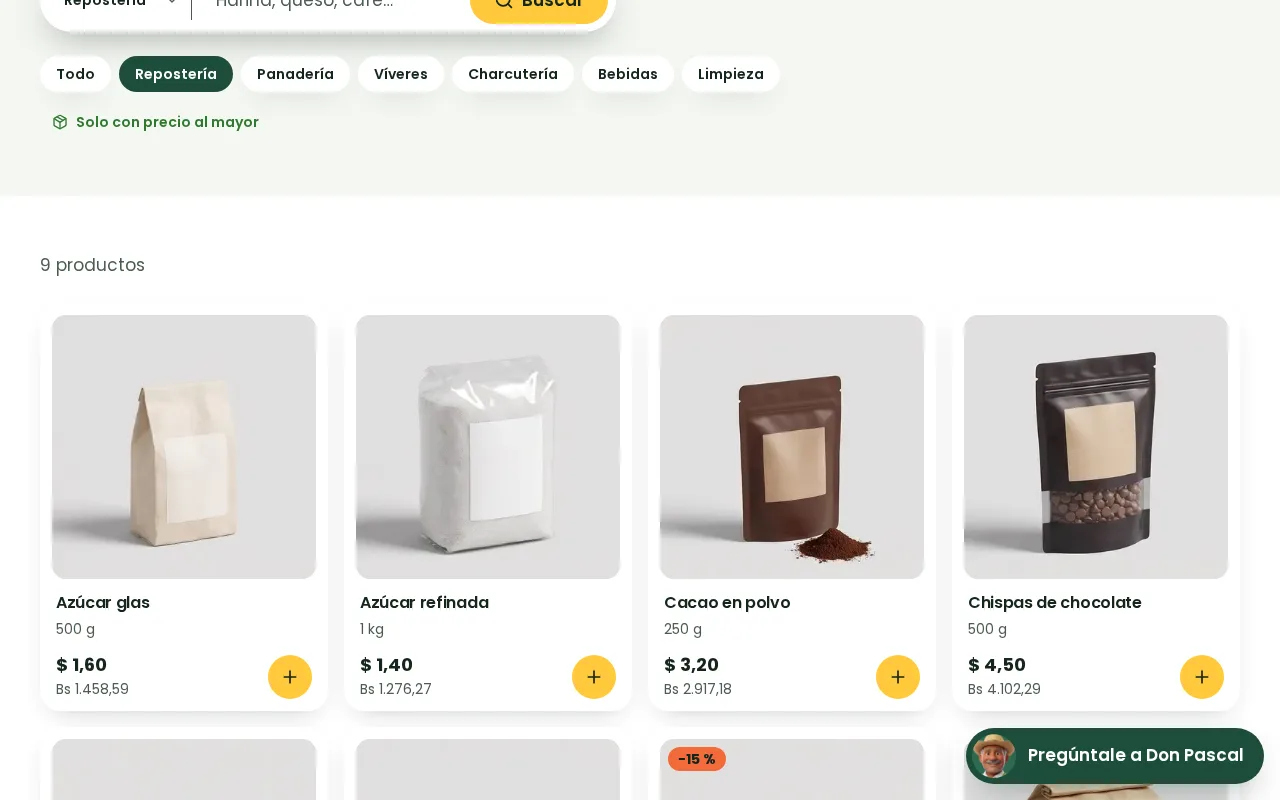 Repostería
Harina, queso, café...
Buscar
Todo
Repostería
Panadería
Víveres
Charcutería
Bebidas
Limpieza
Solo con precio al mayor
9 productos
Azúcar glas
500 g
$ 1,60
Bs 1.458,59
Azúcar refinada
1 kg
$ 1,40
Bs 1.276,27
Cacao en polvo
250 g
$ 3,20
Bs 2.917,18
Chispas de chocolate
500 g
$ 4,50
Bs 4.102,29
-15 %
Pregúntale a Don Pascal